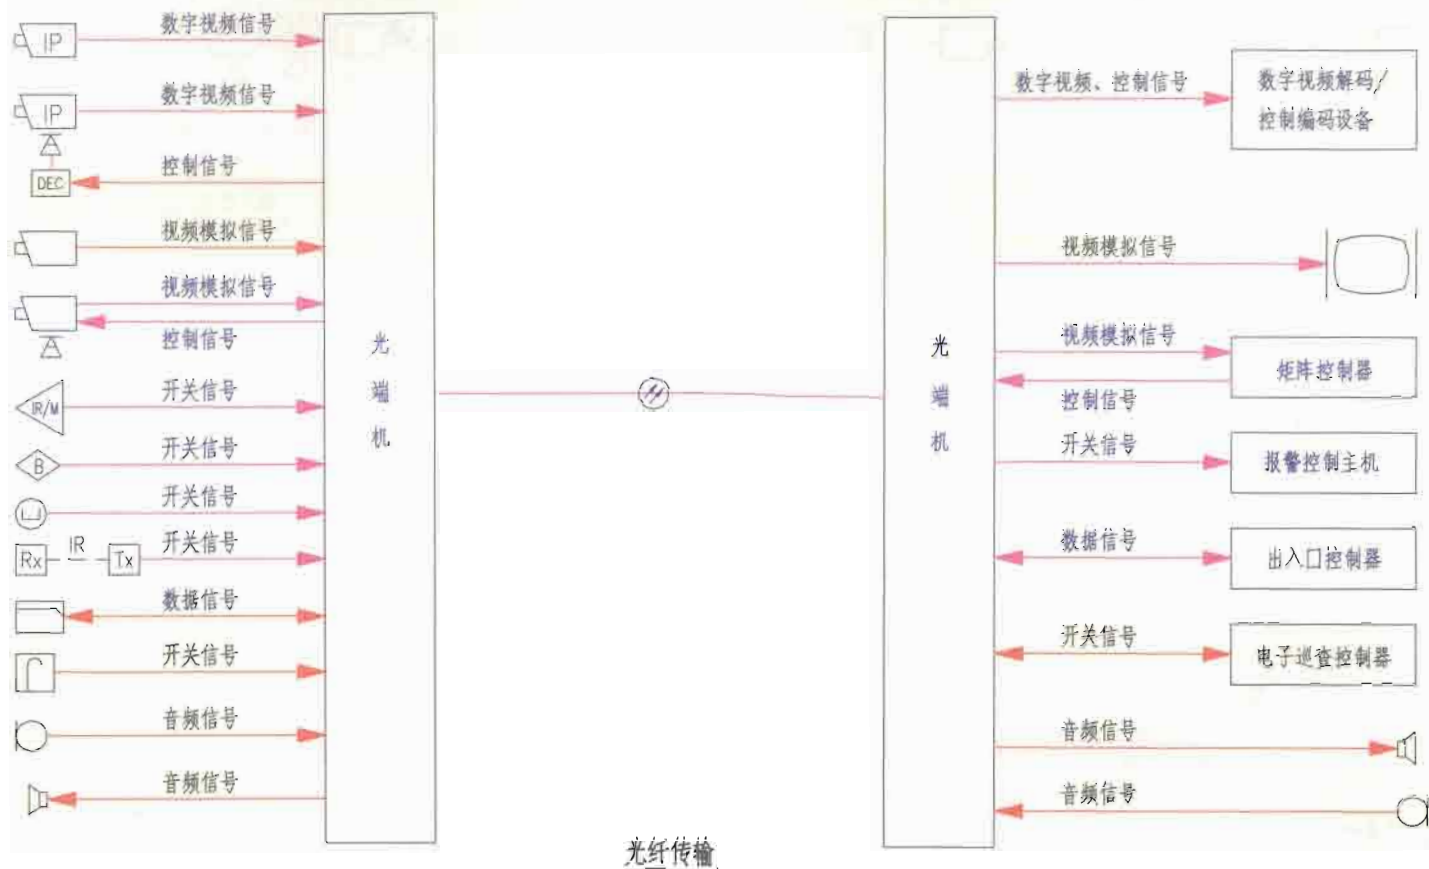 数字视频信号
IP
数字视频信号
IP
控制信号
DEC
视频模拟信号
视频模拟信号
控制信号
开关信号
IR/M
开关信号
B
开关信号
开关信号
Rx
IR
Tx
数据信号
开关信号
音频信号
音频信号
光
端
机
光
端
机
数字视频、控制信号
数字视频解码/
控制编码设备
视频模拟信号
视频模拟信号
矩阵控制器
控制信号
开关信号
报警控制主机
数据信号
出入口控制器
开关信号
电子巡查控制器
音频信号
音频信号
光纤传输